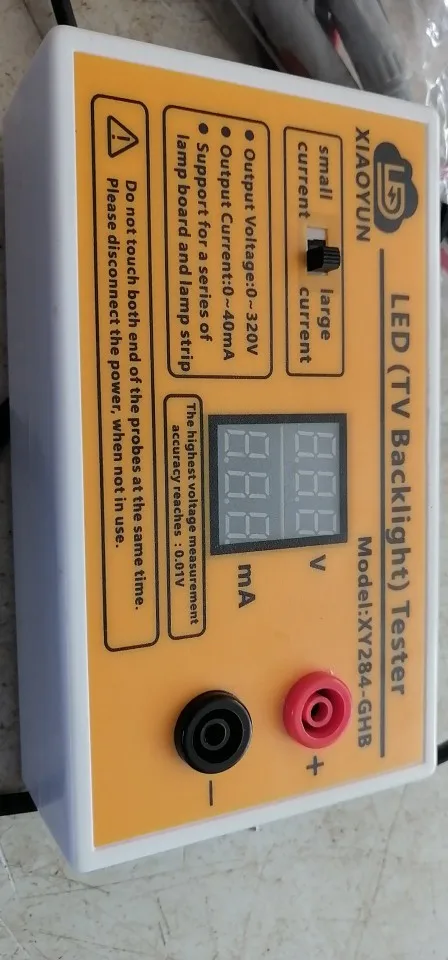 XIAOYUN
LED (TV Backlight) Tester
Model:XY284-GHB
small
current
large
current
● Output Voltage:0~320V
● Output Current:0~40mA
● Support for a series of
lamp board and lamp strip
The highest voltage measurement
accuracy reaches : 0.01V
V
mA
+
−
Do not touch both end of the probes at the same time.
Please disconnect the power, when not in use.